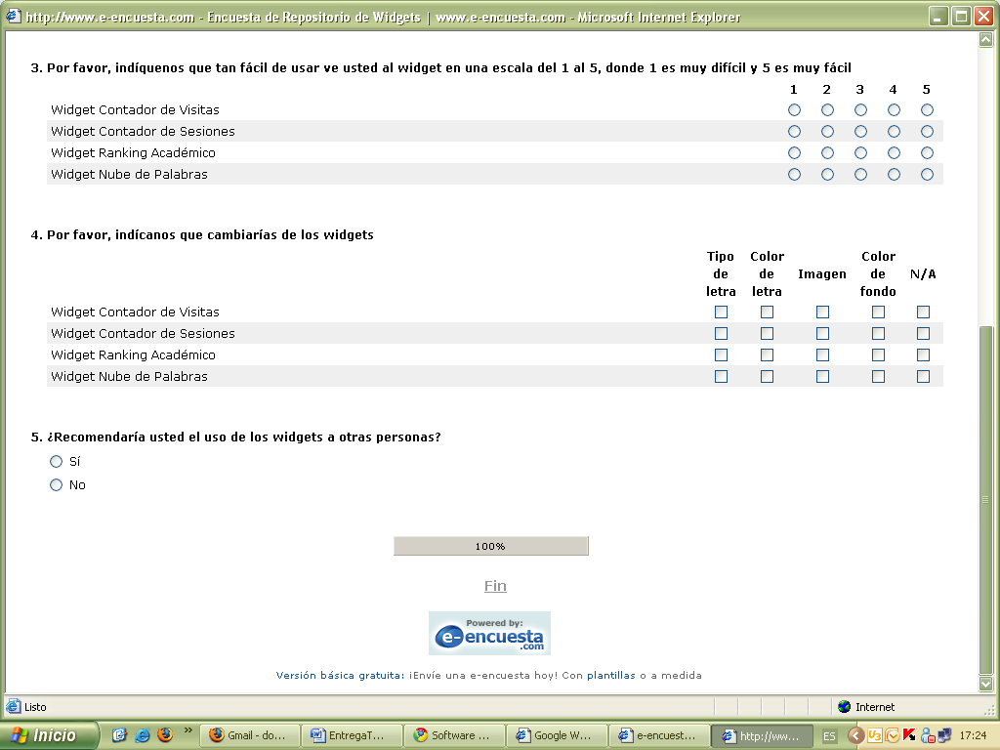 http://www.e-encuesta.com - Encuesta de Repositorio de Widgets | www.e-encuesta.com - Microsoft Internet Explorer
3. Por favor, indíquenos que tan fácil de usar ve usted al widget en una escala del 1 al 5, donde 1 es muy difícil y 5 es muy fácil
1 2 3 4 5
Widget Contador de Visitas
Widget Contador de Sesiones
Widget Ranking Académico
Widget Nube de Palabras
4. Por favor, indícanos que cambiarías de los widgets
Tipo de letra
Color de letra
Imagen
Color de fondo
N/A
Widget Contador de Visitas
Widget Contador de Sesiones
Widget Ranking Académico
Widget Nube de Palabras
5. ¿Recomendaría usted el uso de los widgets a otras personas?
Sí
No
100%
Fin
Powered by:
e-encuesta
.com
Versión básica gratuita: ¡Envíe una e-encuesta hoy! Con plantillas o a medida
Listo
Internet
Inicio
»
Gmail - do...
EntregaT...
Software ...
Google W...
e-encuest...
http://ww...
ES
17:24